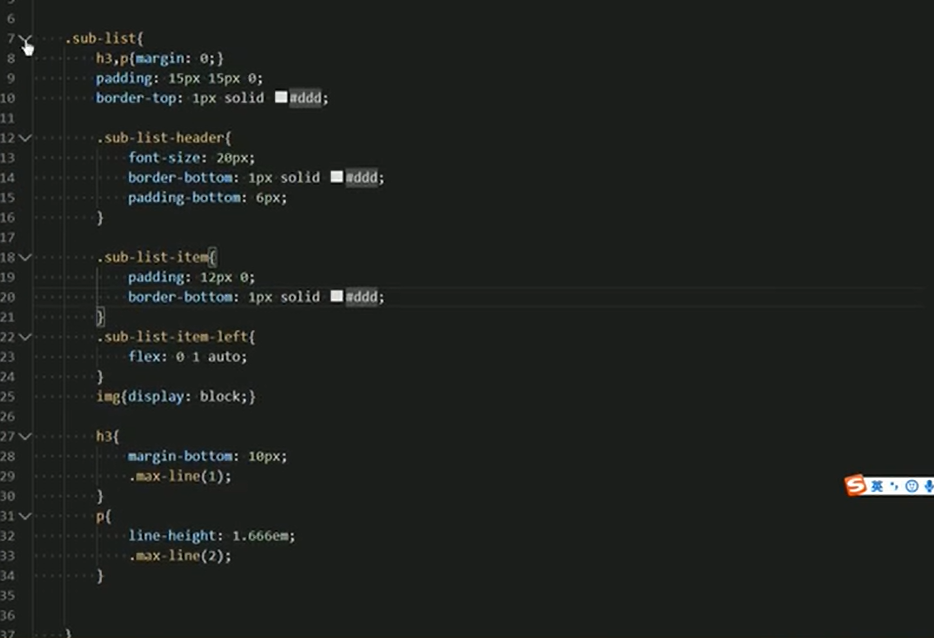 6
7 .sub-list{
8 h3,p{margin: 0;}
9 padding: 15px 15px 0;
10 border-top: 1px solid #ddd;
11
12 .sub-list-header{
13 font-size: 20px;
14 border-bottom: 1px solid #ddd;
15 padding-bottom: 6px;
16 }
17
18 .sub-list-item{
19 padding: 12px 0;
20 border-bottom: 1px solid #ddd;
21 }
22 .sub-list-item-left{
23 flex: 0 1 auto;
24 }
25 img{display: block;}
26
27 h3{
28 margin-bottom: 10px;
29 .max-line(1);
30 }
31 p{
32 line-height: 1.666em;
33 .max-line(2);
34 }
35
36
37 }
英